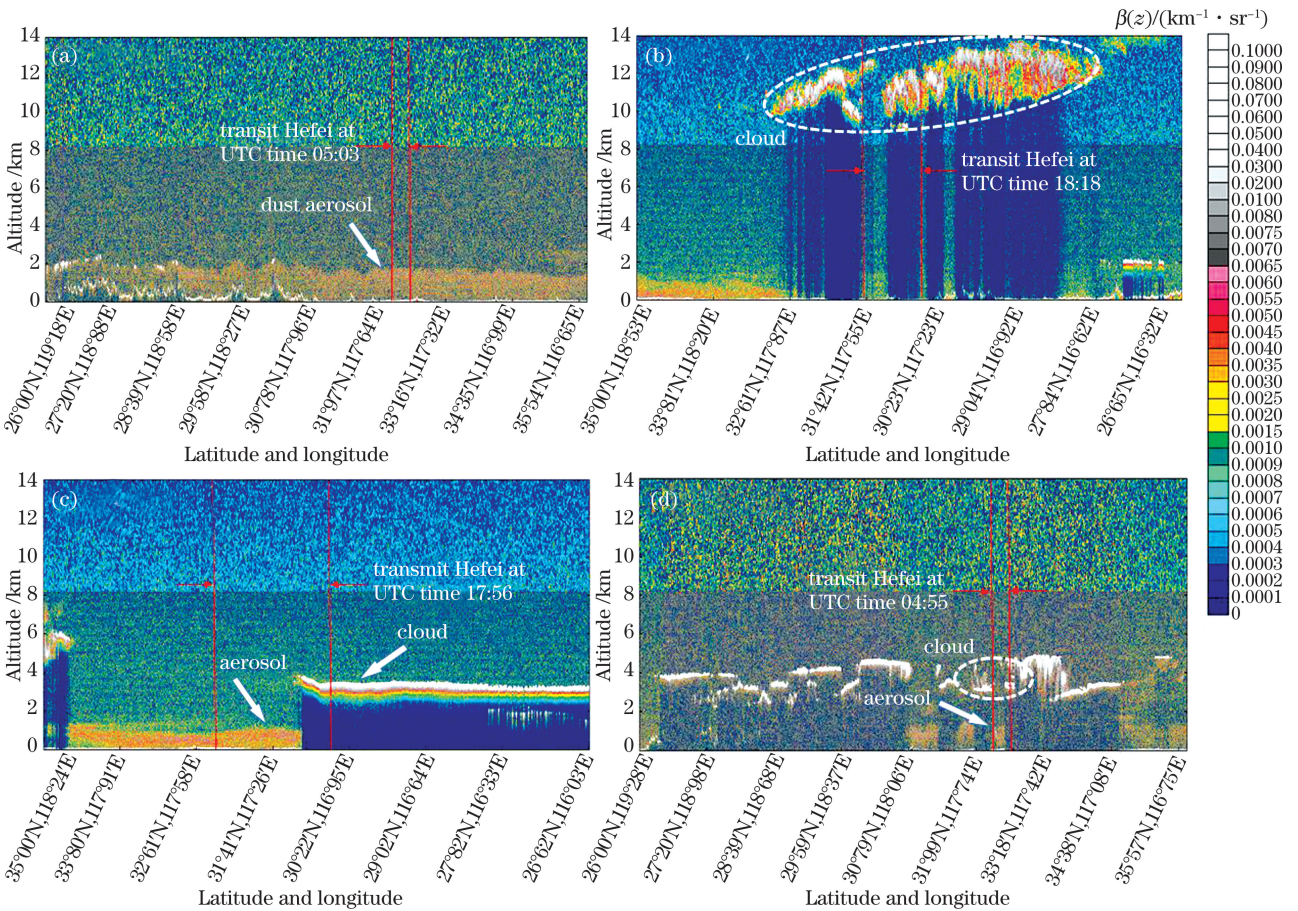 β(z)/(km⁻¹·sr⁻¹)
(a)
14
12
10
8
6
4
2
0
Altitude /km
transit Hefei at
UTC time 05:03
dust aerosol
26°00′N,119°18′E
27°20′N,118°88′E
28°39′N,118°58′E
29°58′N,118°27′E
30°78′N,117°96′E
31°97′N,117°64′E
33°16′N,117°32′E
34°35′N,116°99′E
35°54′N,116°65′E
Latitude and longitude
(b)
14
12
10
8
6
4
2
0
Altitude /km
cloud
transit Hefei at
UTC time 18:18
35°00′N,118°53′E
33°81′N,118°20′E
32°61′N,117°87′E
31°42′N,117°55′E
30°23′N,117°23′E
29°04′N,116°92′E
27°84′N,116°62′E
26°65′N,116°32′E
Latitude and longitude
0.1000
0.0900
0.0800
0.0700
0.0600
0.0500
0.0400
0.0300
0.0200
0.0100
0.0080
0.0075
0.0070
0.0065
0.0060
0.0055
0.0050
0.0045
0.0040
0.0035
0.0030
0.0025
0.0020
0.0015
0.0010
0.0009
0.0008
0.0007
0.0006
0.0005
0.0004
0.0003
0.0002
0.0001
0
(c)
14
12
10
8
6
4
2
0
Altitude /km
transmit Hefei at
UTC time 17:56
cloud
aerosol
35°00′N,118°24′E
33°80′N,117°91′E
32°61′N,117°58′E
31°41′N,117°26′E
30°22′N,116°95′E
29°02′N,116°64′E
27°82′N,116°33′E
26°62′N,116°03′E
Latitude and longitude
(d)
14
12
10
8
6
4
2
0
Altitude /km
transit Hefei at
UTC time 04:55
cloud
aerosol
26°00′N,119°28′E
27°20′N,118°98′E
28°39′N,118°68′E
29°59′N,118°37′E
30°79′N,118°06′E
31°99′N,117°74′E
33°18′N,117°42′E
34°38′N,117°08′E
35°57′N,116°75′E
Latitude and longitude